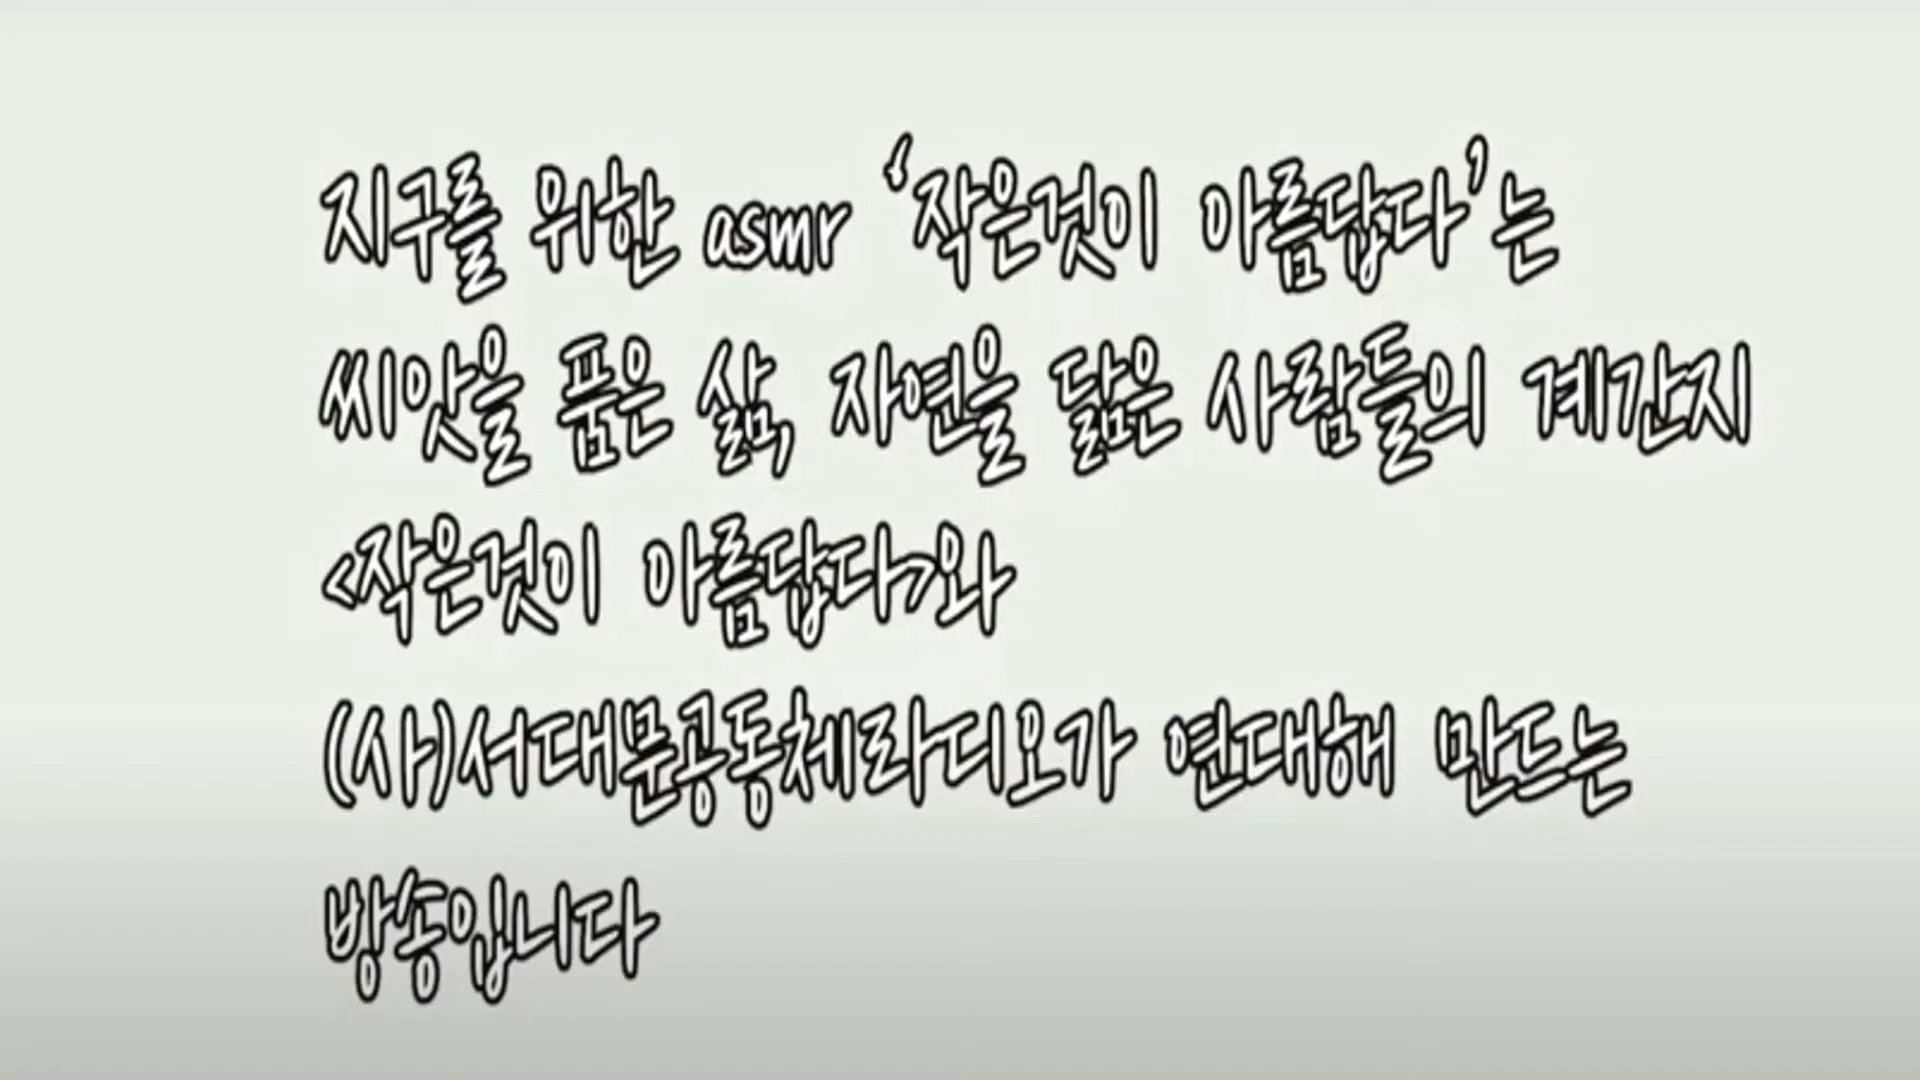 지구를 위한 asmr ‘작은것이 아름답다’는
씨앗을 품은 삶, 자연을 닮은 사람들의 계간지
<작은것이 아름답다>와
(사)서대문공동체라디오가 연대해 만드는
방송입니다